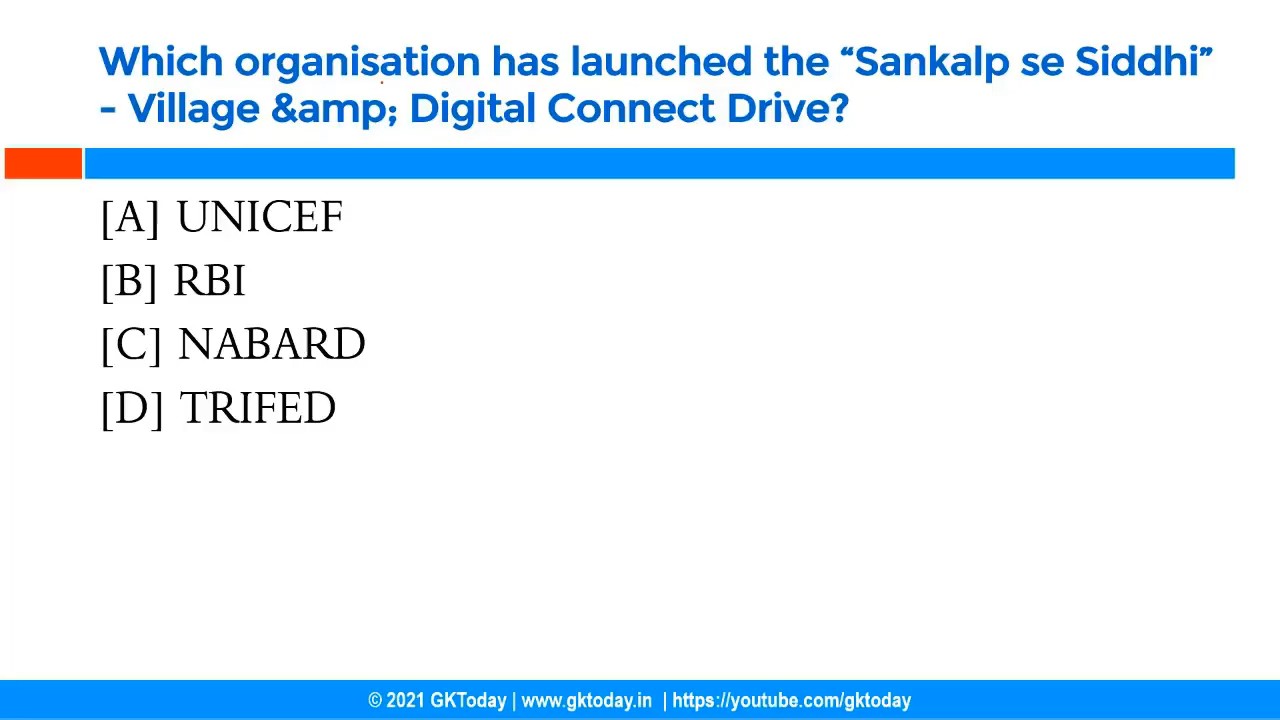 Which organisation has launched the “Sankalp se Siddhi”
- Village &amp; Digital Connect Drive?
[A] UNICEF
[B] RBI
[C] NABARD
[D] TRIFED
© 2021 GKToday | www.gktoday.in | https://youtube.com/gktoday